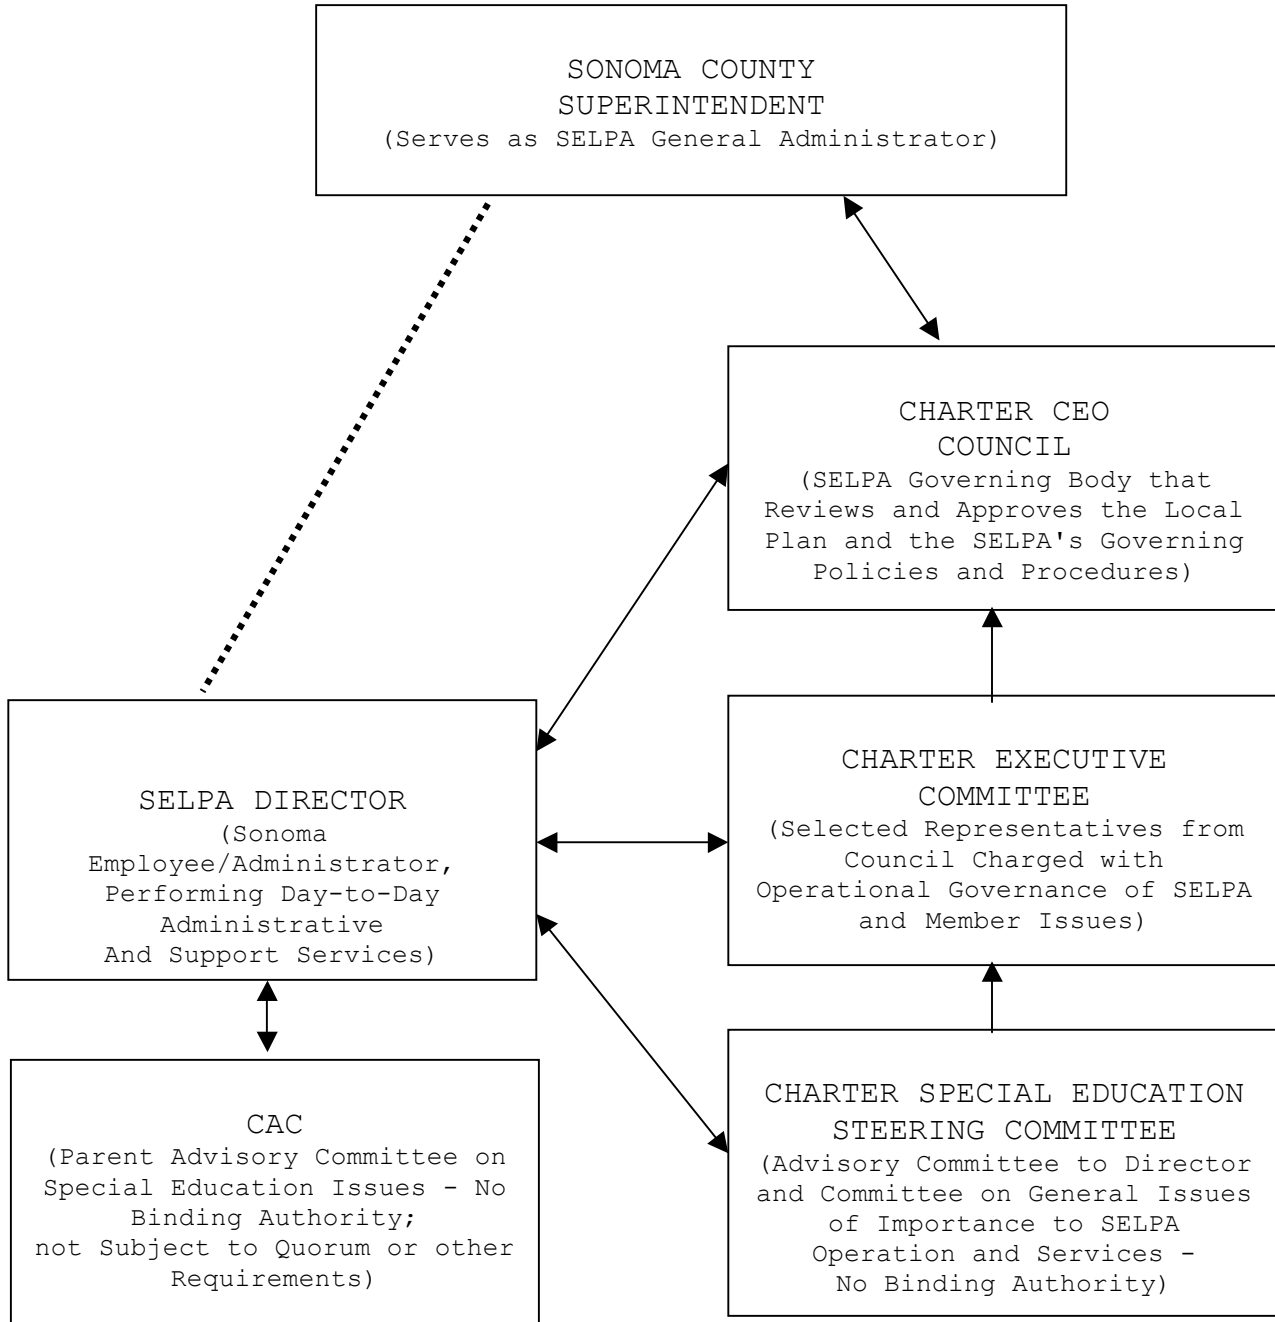 SONOMA COUNTY
SUPERINTENDENT
(Serves as SELPA General Administrator)
CHARTER CEO
COUNCIL
(SELPA Governing Body that
Reviews and Approves the Local
Plan and the SELPA's Governing
Policies and Procedures)
SELPA DIRECTOR
(Sonoma
Employee/Administrator,
Performing Day-to-Day
Administrative
And Support Services)
CHARTER EXECUTIVE
COMMITTEE
(Selected Representatives from
Council Charged with
Operational Governance of SELPA
and Member Issues)
CAC
(Parent Advisory Committee on
Special Education Issues - No
Binding Authority;
not Subject to Quorum or other
Requirements)
CHARTER SPECIAL EDUCATION
STEERING COMMITTEE
(Advisory Committee to Director
and Committee on General Issues
of Importance to SELPA
Operation and Services -
No Binding Authority)